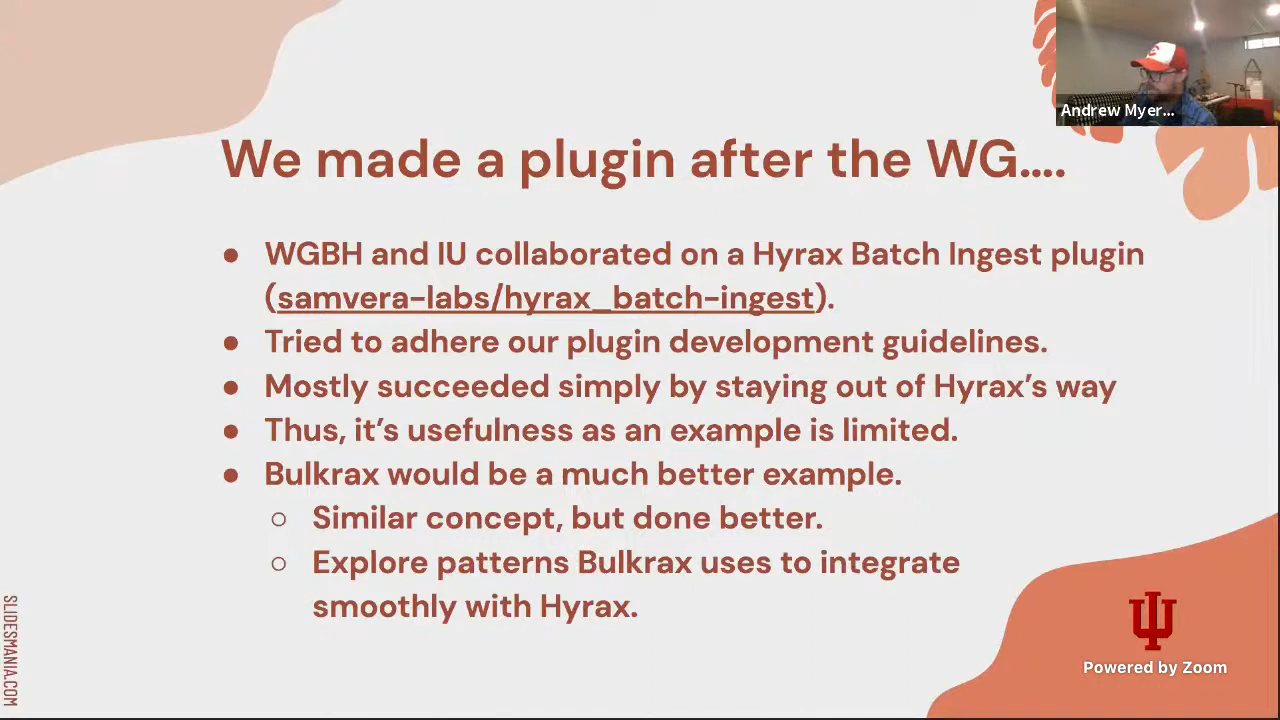 Andrew Myer...
We made a plugin after the WG....
● WGBH and IU collaborated on a Hyrax Batch Ingest plugin
(samvera-labs/hyrax_batch-ingest).
● Tried to adhere our plugin development guidelines.
● Mostly succeeded simply by staying out of Hyrax's way
● Thus, it's usefulness as an example is limited.
● Bulkrax would be a much better example.
○ Similar concept, but done better.
○ Explore patterns Bulkrax uses to integrate
smoothly with Hyrax.
SLIDESMANIA.COM
Powered by Zoom